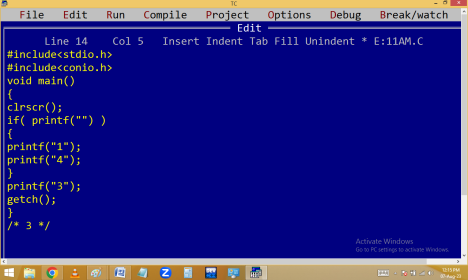 TC
File Edit Run Compile Project Options Debug Break/watch
Edit
Line 14 Col 5 Insert Indent Tab Fill Unindent * E:11AM.C
#include<stdio.h>
#include<conio.h>
void main()
{
clrscr();
if( printf("") )
{
printf("1");
printf("4");
}
printf("3");
getch();
}
/* 3 */
Activate Windows
Go to PC settings to activate Windows.